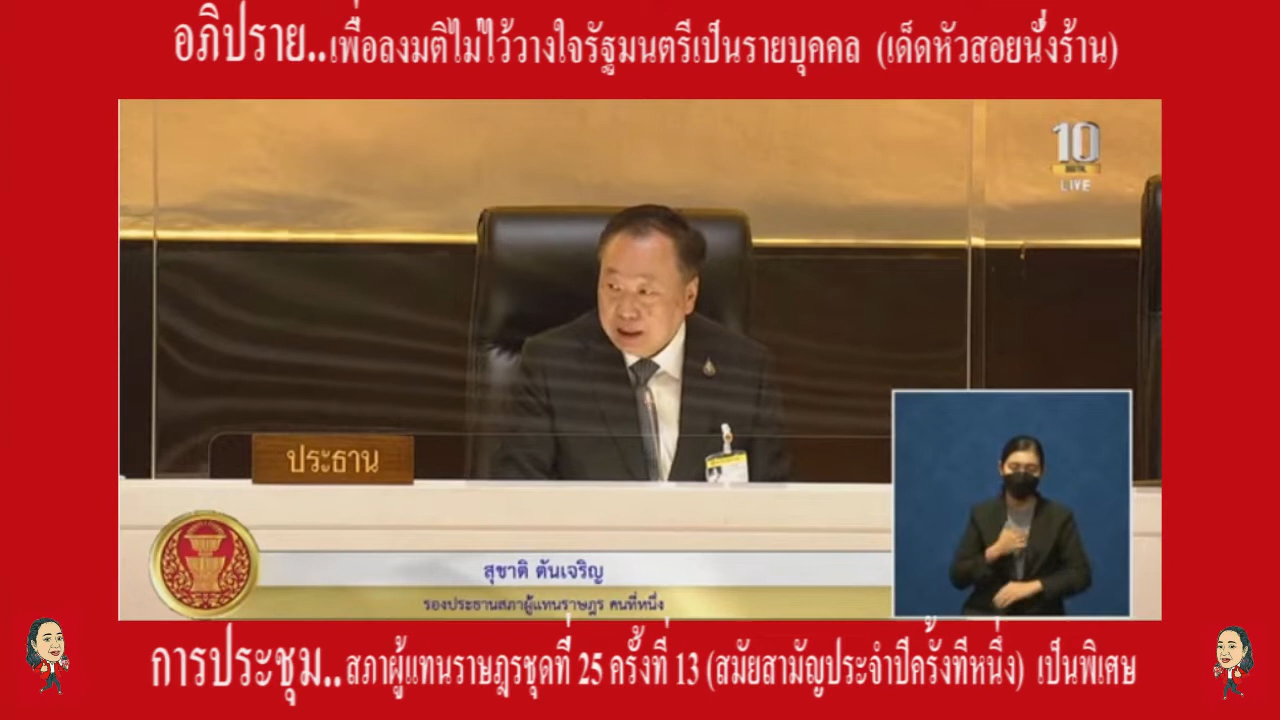 อภิปราย..เพื่อลงมติไม่ไว้วางใจรัฐมนตรีเป็นรายบุคคล (เด็ดหัวสอยนั่งร้าน)
10
LIVE
ประธาน
สุชาติ ตันเจริญ
รองประธานสภาผู้แทนราษฎร คนที่หนึ่ง
การประชุม..สภาผู้แทนราษฎรชุดที่ 25 ครั้งที่ 13 (สมัยสามัญประจำปีครั้งที่หนึ่ง) เป็นพิเศษ